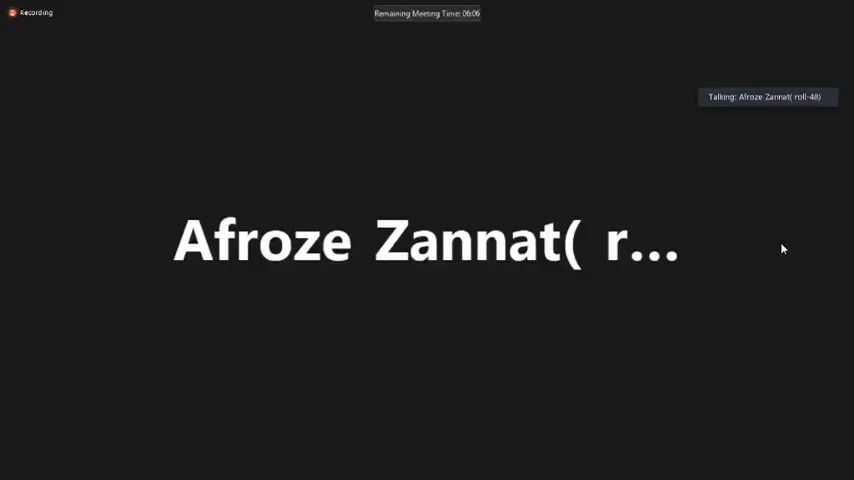 Recording
Remaining Meeting Time: 06:06
Talking: Afroze Zannat( roll-48)
Afroze Zannat( r...